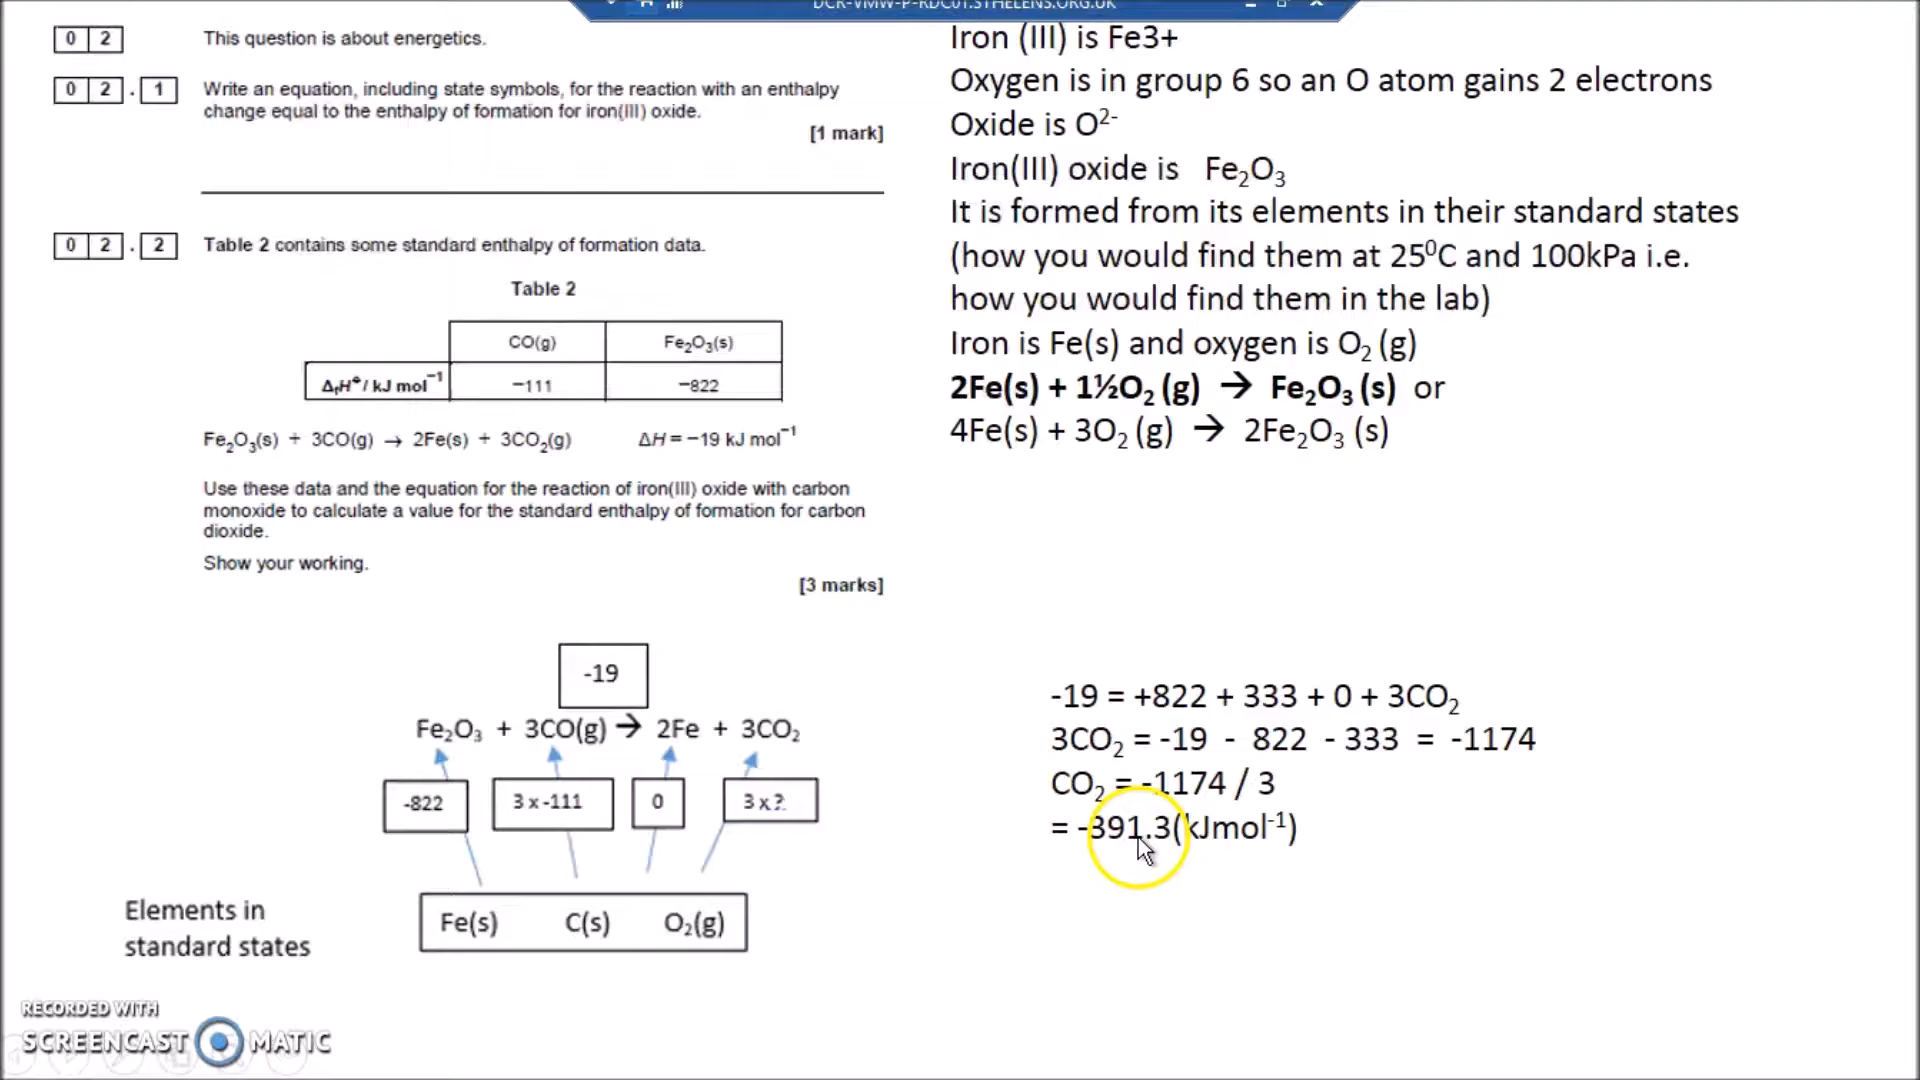 DCR-VMW-P-RDC01.STHELENS.ORG.UK
0 2 This question is about energetics.
0 2 . 1 Write an equation, including state symbols, for the reaction with an enthalpy
change equal to the enthalpy of formation for iron(III) oxide.
[1 mark]
0 2 . 2 Table 2 contains some standard enthalpy of formation data.
Table 2
CO(g) Fe₂O₃(s)
ΔfH⦵/ kJ mol⁻¹ −111 −822
Fe₂O₃(s) + 3CO(g) → 2Fe(s) + 3CO₂(g) ΔH = −19 kJ mol⁻¹
Use these data and the equation for the reaction of iron(III) oxide with carbon
monoxide to calculate a value for the standard enthalpy of formation for carbon
dioxide.
Show your working.
[3 marks]
-19
Fe₂O₃ + 3CO(g) → 2Fe + 3CO₂
-822 3 x -111 0 3 x ?
Elements in
standard states
Fe(s) C(s) O₂(g)
Iron (III) is Fe3+
Oxygen is in group 6 so an O atom gains 2 electrons
Oxide is O²⁻
Iron(III) oxide is Fe₂O₃
It is formed from its elements in their standard states
(how you would find them at 25⁰C and 100kPa i.e.
how you would find them in the lab)
Iron is Fe(s) and oxygen is O₂ (g)
2Fe(s) + 1½O₂ (g) → Fe₂O₃ (s) or
4Fe(s) + 3O₂ (g) → 2Fe₂O₃ (s)
-19 = +822 + 333 + 0 + 3CO₂
3CO₂ = -19 - 822 - 333 = -1174
CO₂ = -1174 / 3
= -391.3(kJmol⁻¹)
RECORDED WITH
SCREENCAST MATIC